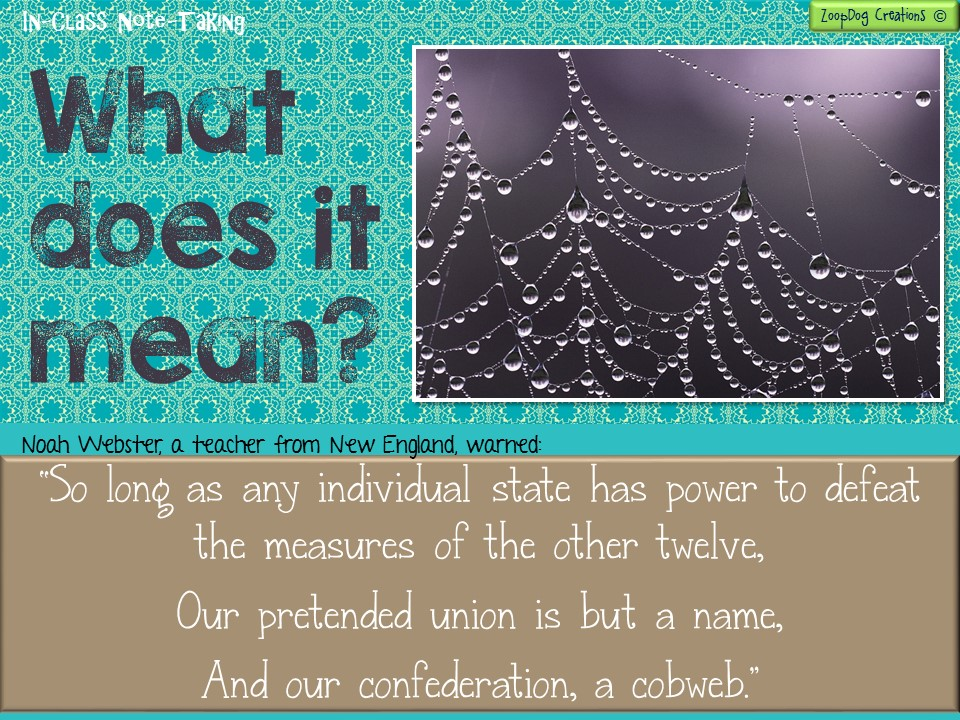 In-Class Note-Taking
ZoopDog Creations ©
What
does it
mean?
Noah Webster, a teacher from New England, warned:
“So long as any individual state has power to defeat
the measures of the other twelve,
Our pretended union is but a name,
And our confederation, a cobweb.”